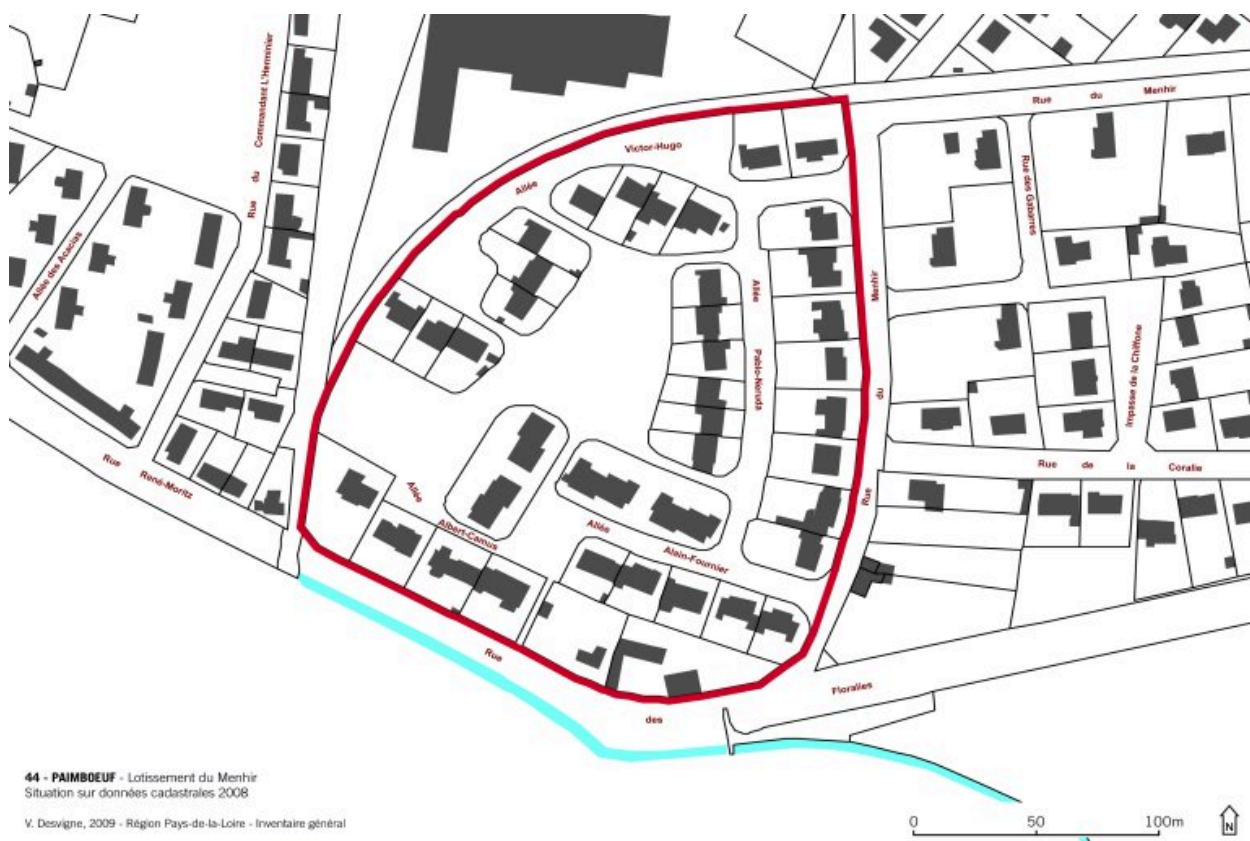 Rue du Commandant L'Herminier
Allée des Acacias
Rue René-Moritz
Allée Victor-Hugo
Rue du Menhir
Rue des Gabarres
Allée Pablo-Neruda
Rue du Menhir
Impasse de la Chiffone
Rue de la Coralie
Allée Albert-Camus
Allée Alain-Fournier
Rue des Floralies
44 - PAIMBOEUF - Lotissement du Menhir
Situation sur données cadastrales 2008
V. Desvigne, 2009 - Région Pays-de-la-Loire - Inventaire général
0 50 100m
N